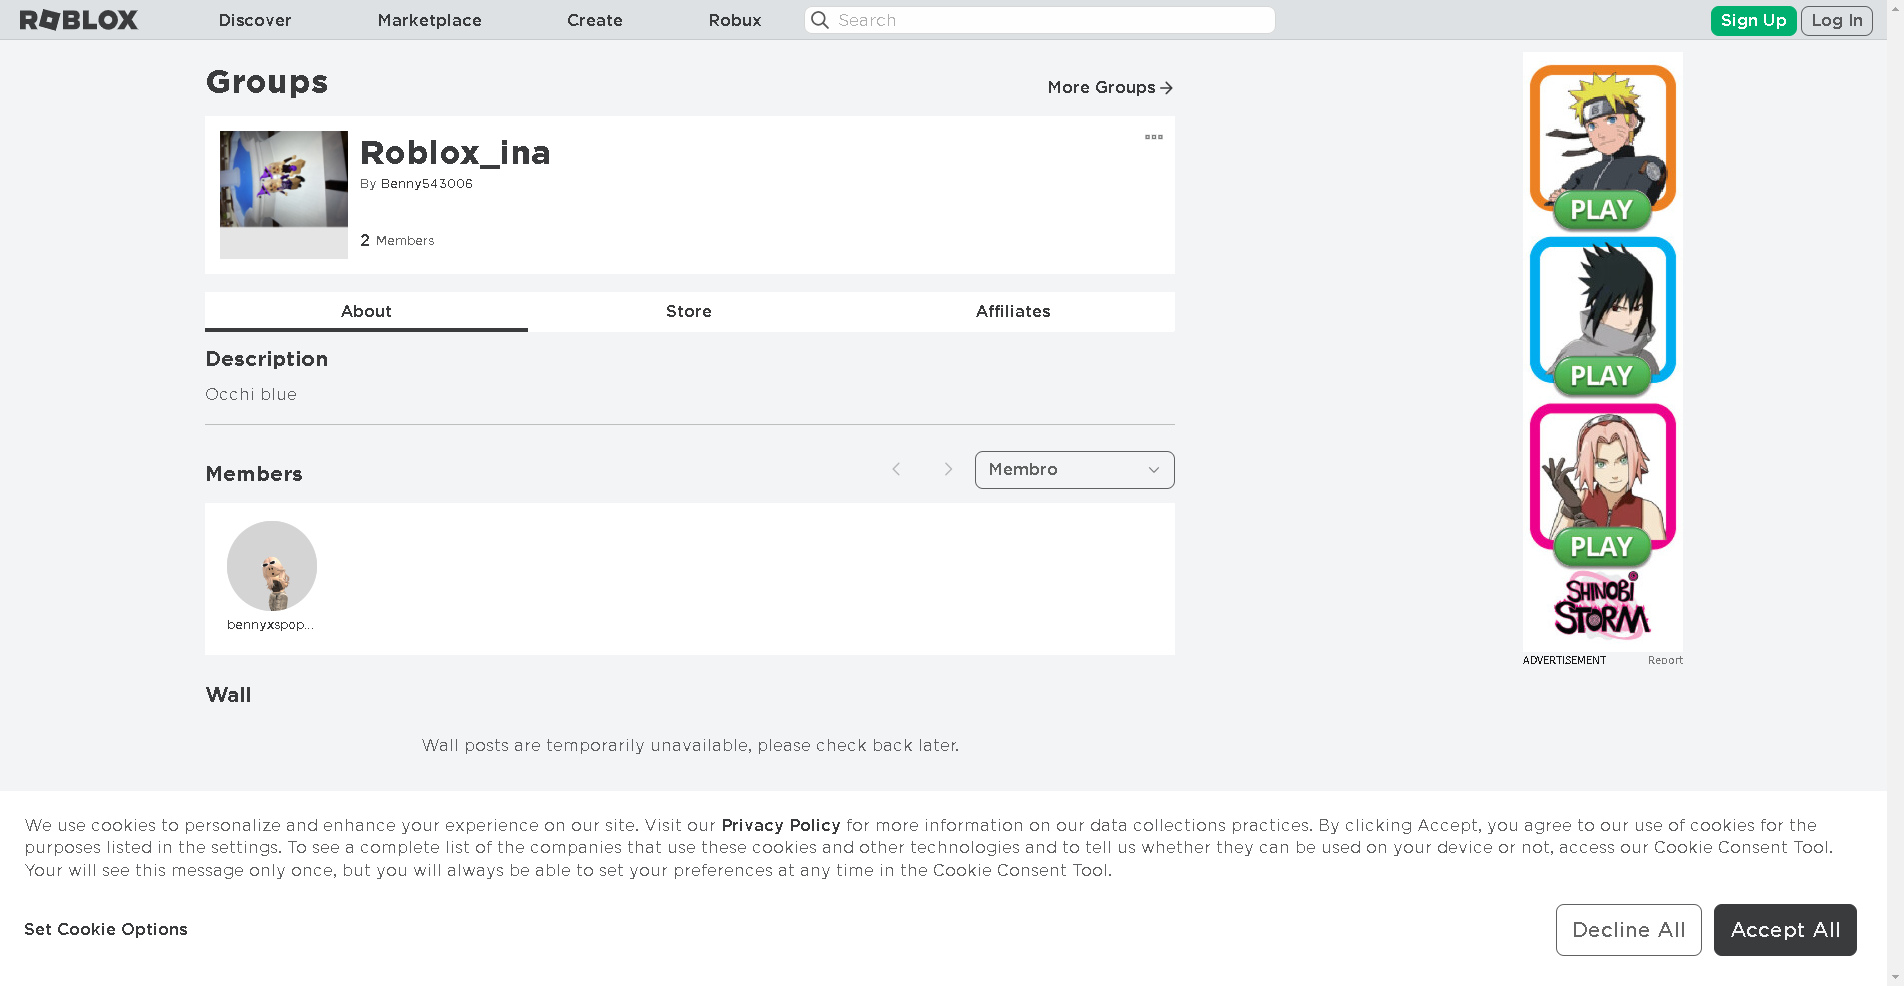 ROBLOX
Discover
Marketplace
Create
Robux
Search
Sign Up
Log In
Groups
More Groups
Roblox_ina
By Benny543006
2 Members
About
Store
Affiliates
Description
Occhi blue
Members
Membro
bennyxspop...
Wall
Wall posts are temporarily unavailable, please check back later.
PLAY
PLAY
PLAY
SHINOBI
STORM
ADVERTISEMENT
Report
We use cookies to personalize and enhance your experience on our site. Visit our Privacy Policy for more information on our data collections practices. By clicking Accept, you agree to our use of cookies for the
purposes listed in the settings. To see a complete list of the companies that use these cookies and other technologies and to tell us whether they can be used on your device or not, access our Cookie Consent Tool.
Your will see this message only once, but you will always be able to set your preferences at any time in the Cookie Consent Tool.
Set Cookie Options
Decline All
Accept All